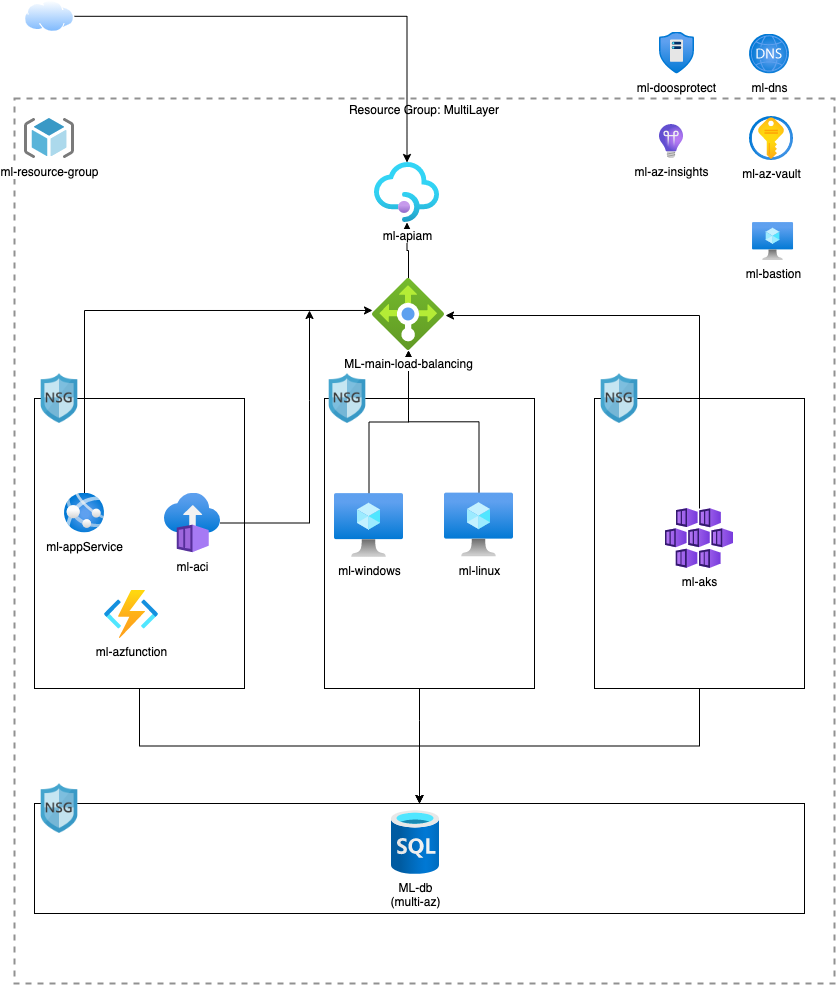 ml-doosprotect
DNS
ml-dns
Resource Group: MultiLayer
ml-resource-group
ml-az-insights
ml-az-vault
ml-apiam
ml-bastion
ML-main-load-balancing
NSG
NSG
NSG
ml-appService
ml-aci
ml-windows
ml-linux
ml-aks
ml-azfunction
NSG
SQL
ML-db
(multi-az)